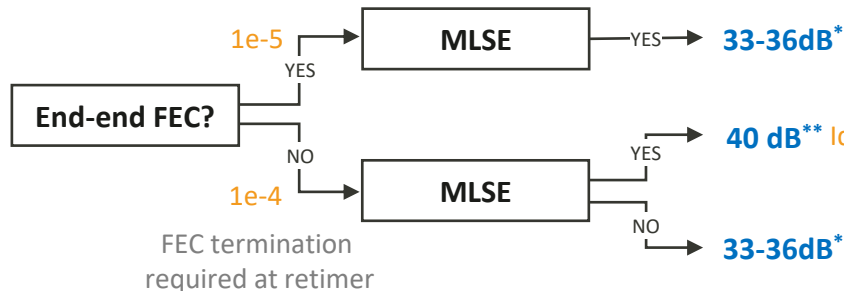 1e-5
YES
MLSE
YES
33-36dB*
End-end FEC?
NO
1e-4
MLSE
YES
40 dB**
NO
33-36dB*
FEC termination
required at retimer